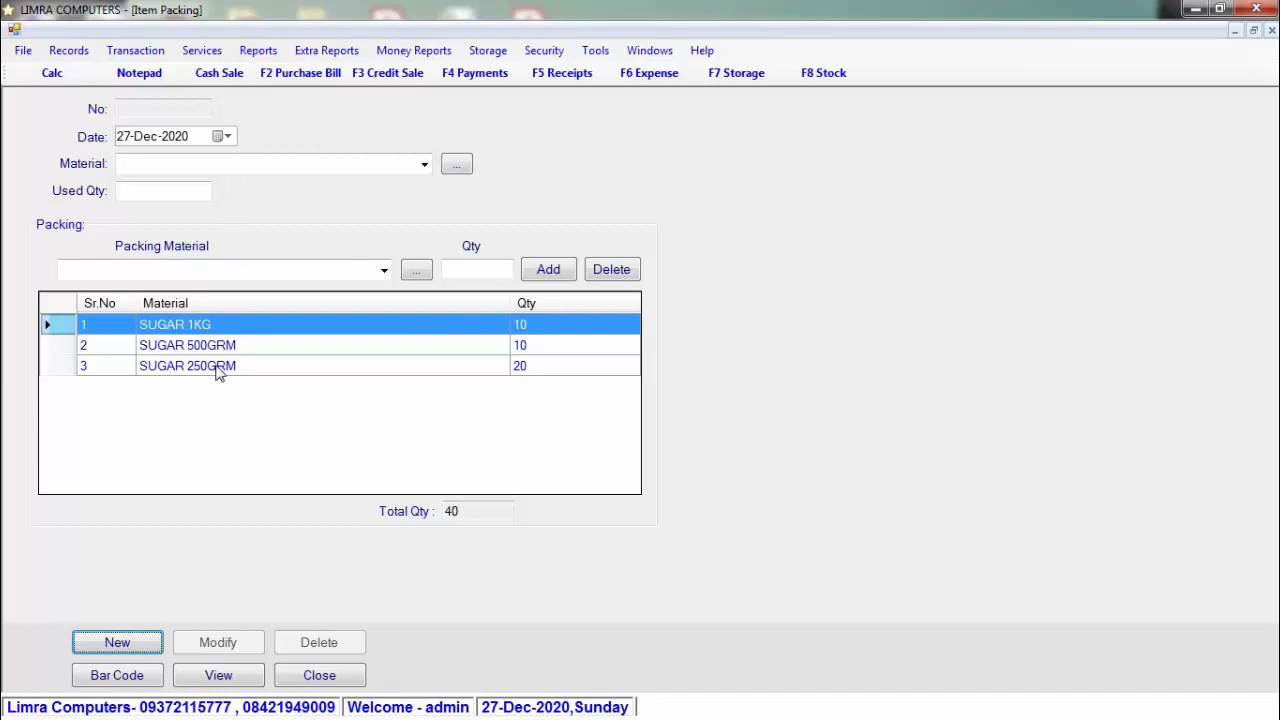 LIMRA COMPUTERS - [Item Packing]
File Records Transaction Services Reports Extra Reports Money Reports Storage Security Tools Windows Help
Calc Notepad Cash Sale F2 Purchase Bill F3 Credit Sale F4 Payments F5 Receipts F6 Expense F7 Storage F8 Stock
No:
Date: 27-Dec-2020
Material: ...
Used Qty:
Packing:
Packing Material Qty
... Add Delete
Sr.No Material Qty
1 SUGAR 1KG 10
2 SUGAR 500GRM 10
3 SUGAR 250GRM 20
Total Qty : 40
New Modify Delete
Bar Code View Close
Limra Computers- 09372115777 , 08421949009 Welcome - admin 27-Dec-2020,Sunday